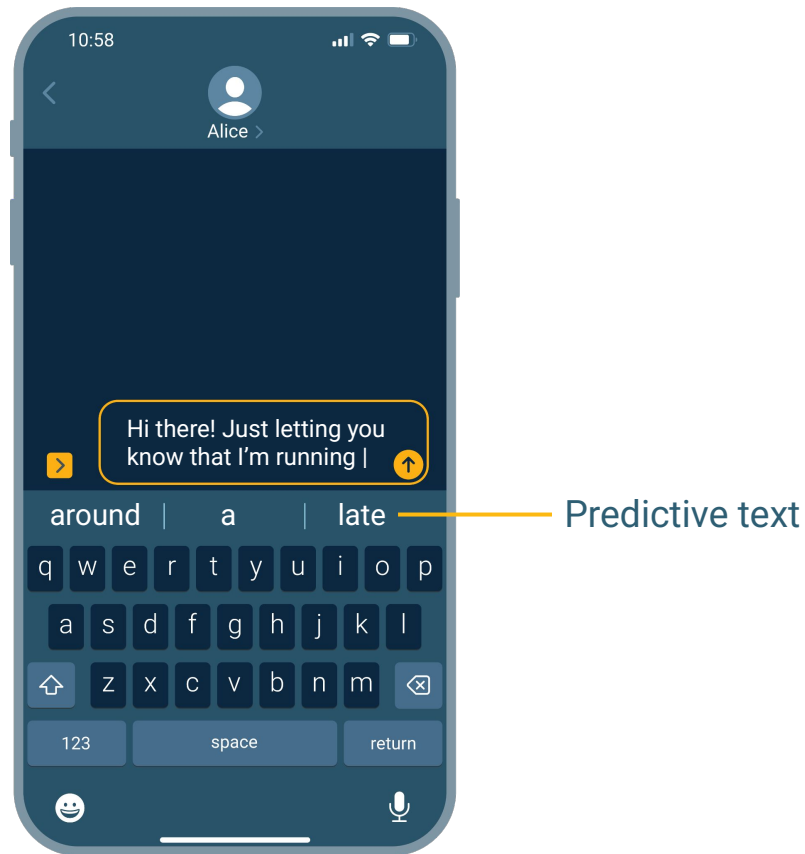 10:58
Alice
Hi there! Just letting you
know that I’m running |
around | a | late
Predictive text
q w e r t y u i o p
a s d f g h j k l
z x c v b n m
123 space return